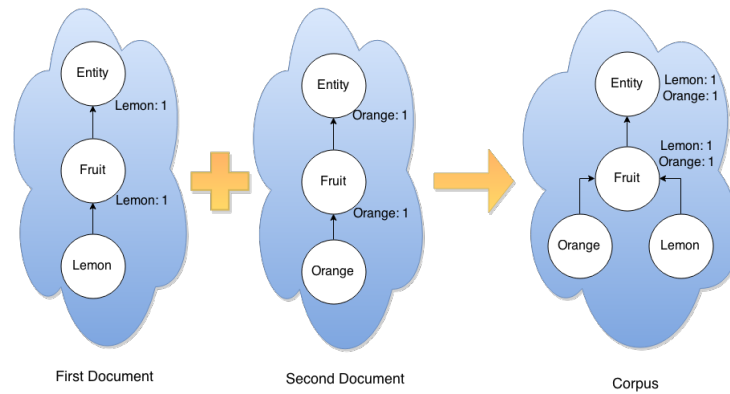 Entity
Lemon: 1
Fruit
Lemon: 1
Lemon
First Document
Entity
Orange: 1
Fruit
Orange: 1
Orange
Second Document
Entity
Lemon: 1
Orange: 1
Lemon: 1
Orange: 1
Fruit
Orange
Lemon
Corpus